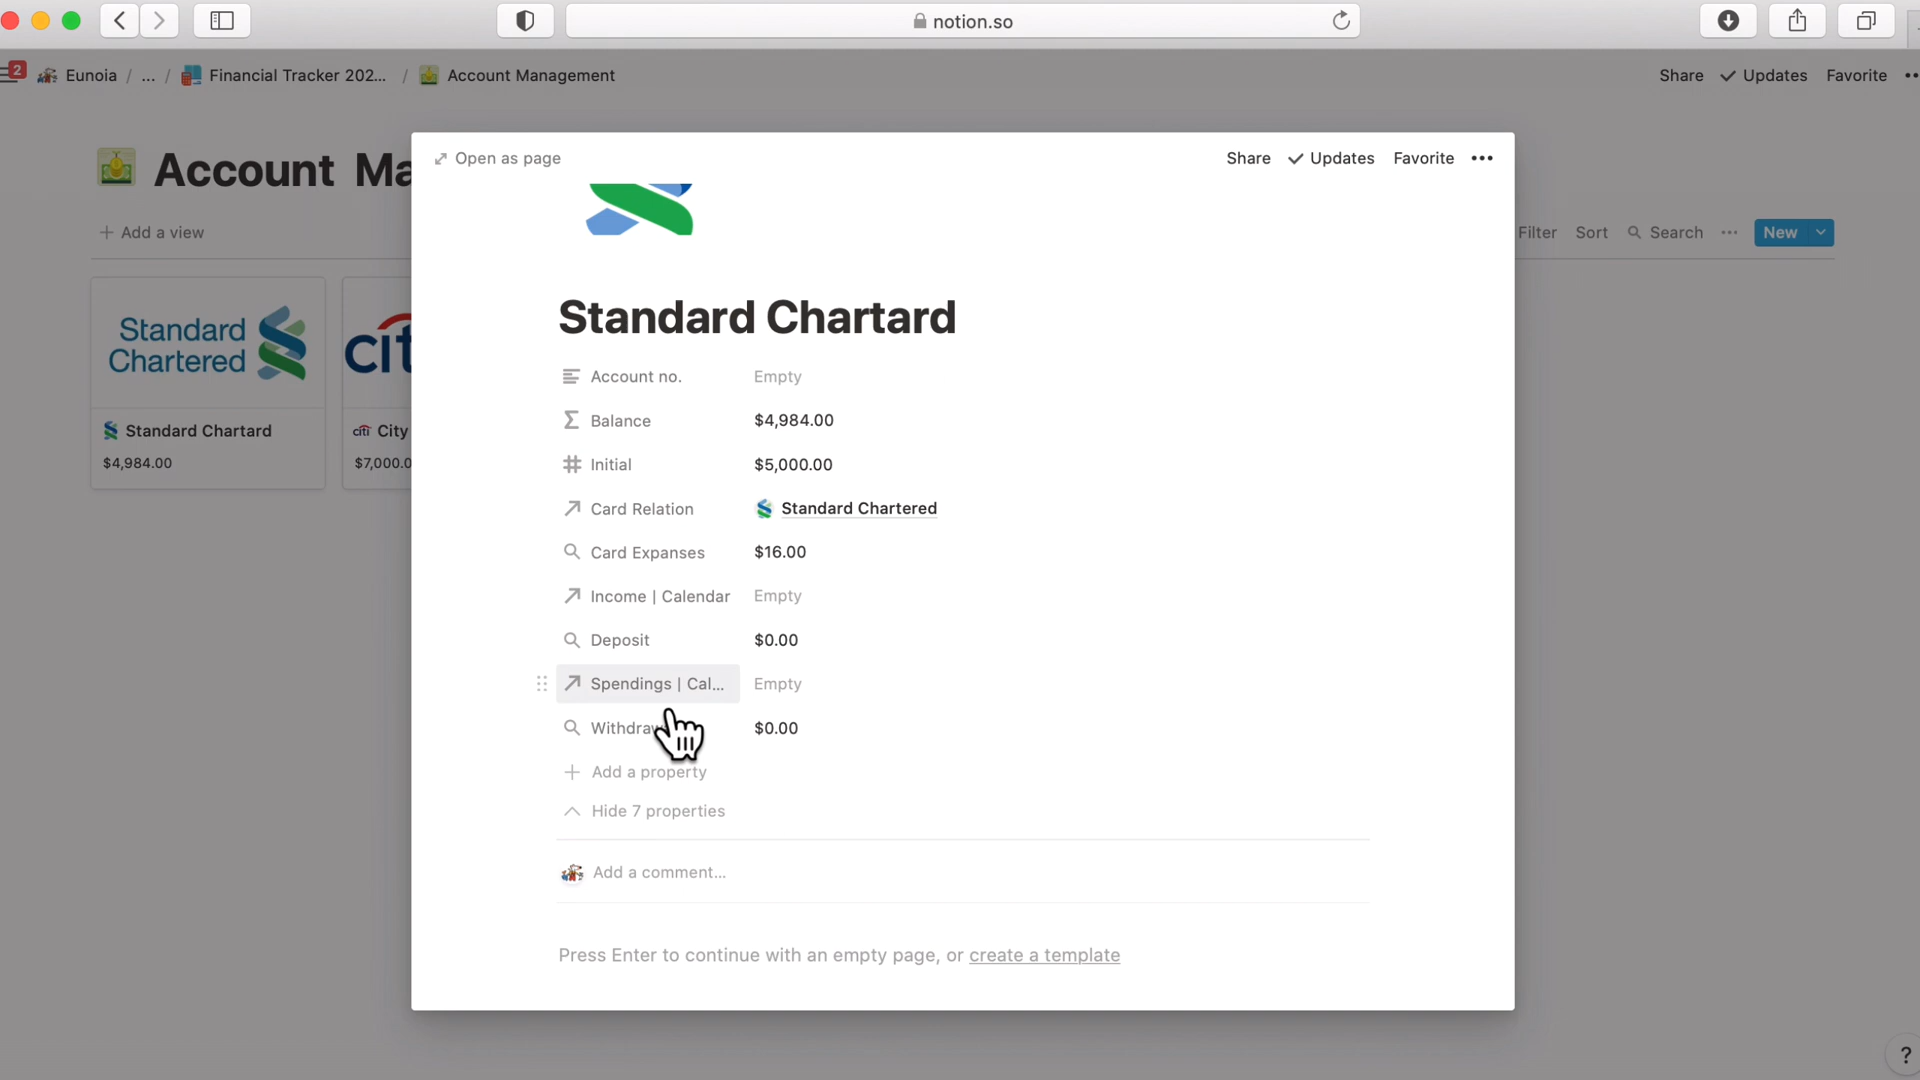 notion.so
2
Eunoia / ... / Financial Tracker 202... / Account Management
Share Updates Favorite
Account Ma
Add a view
Filter Sort Search New
Standard Chartered
Standard Chartard
$4,984.00
citi
citi City
$7,000.0
Open as page
Share Updates Favorite
Standard Chartard
Account no. Empty
Balance $4,984.00
Initial $5,000.00
Card Relation Standard Chartered
Card Expanses $16.00
Income | Calendar Empty
Deposit $0.00
Spendings | Cal... Empty
Withdraw $0.00
Add a property
Hide 7 properties
Add a comment...
Press Enter to continue with an empty page, or create a template
?